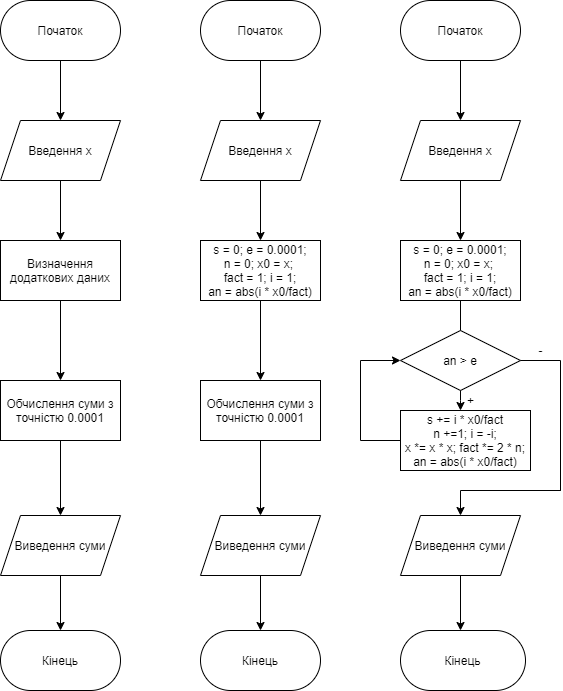 Початок
Введення x
Визначення
додаткових даних
Обчислення суми з
точністю 0.0001
Виведення суми
Кінець
Початок
Введення x
s = 0; e = 0.0001;
n = 0; x0 = x;
fact = 1; i = 1;
an = abs(i * x0/fact)
Обчислення суми з
точністю 0.0001
Виведення суми
Кінець
Початок
Введення x
s = 0; e = 0.0001;
n = 0; x0 = x;
fact = 1; i = 1;
an = abs(i * x0/fact)
an > e
-
+
s += i * x0/fact
n +=1; i = -i;
x *= x * x; fact *= 2 * n;
an = abs(i * x0/fact)
Виведення суми
Кінець